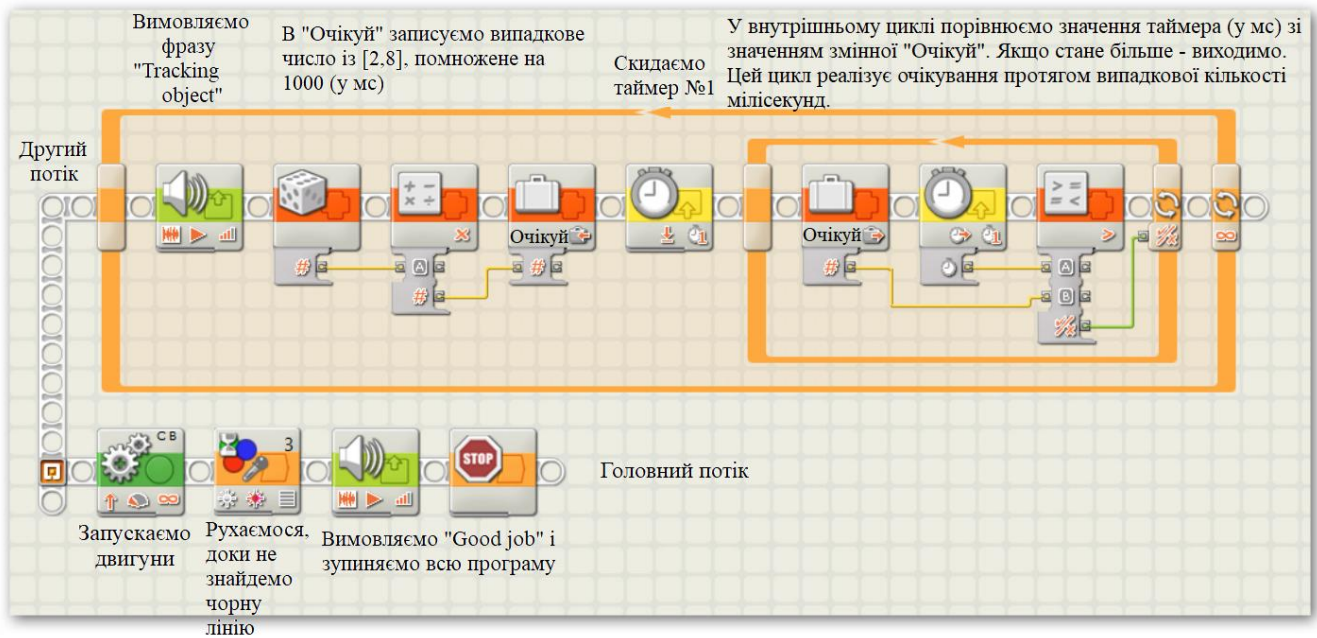 Вимовляємо
фразу
"Tracking
object"
В "Очікуй" записуємо випадкове
число із [2,8], помножене на
1000 (у мс)
Скидаємо
таймер №1
У внутрішньому циклі порівнюємо значення таймера (у мс) зі
значенням змінної "Очікуй". Якщо стане більше - виходимо.
Цей цикл реалізує очікування протягом випадкової кількості
мілісекунд.
Другий
потік
1
Очікуй
Очікуй
1
# A #
#
# A
B
C B
3
STOP
Головний потік
Запускаємо
двигуни
Рухаємося,
доки не
знайдемо
чорну
лінію
Вимовляємо "Good job" і
зупиняємо всю програму